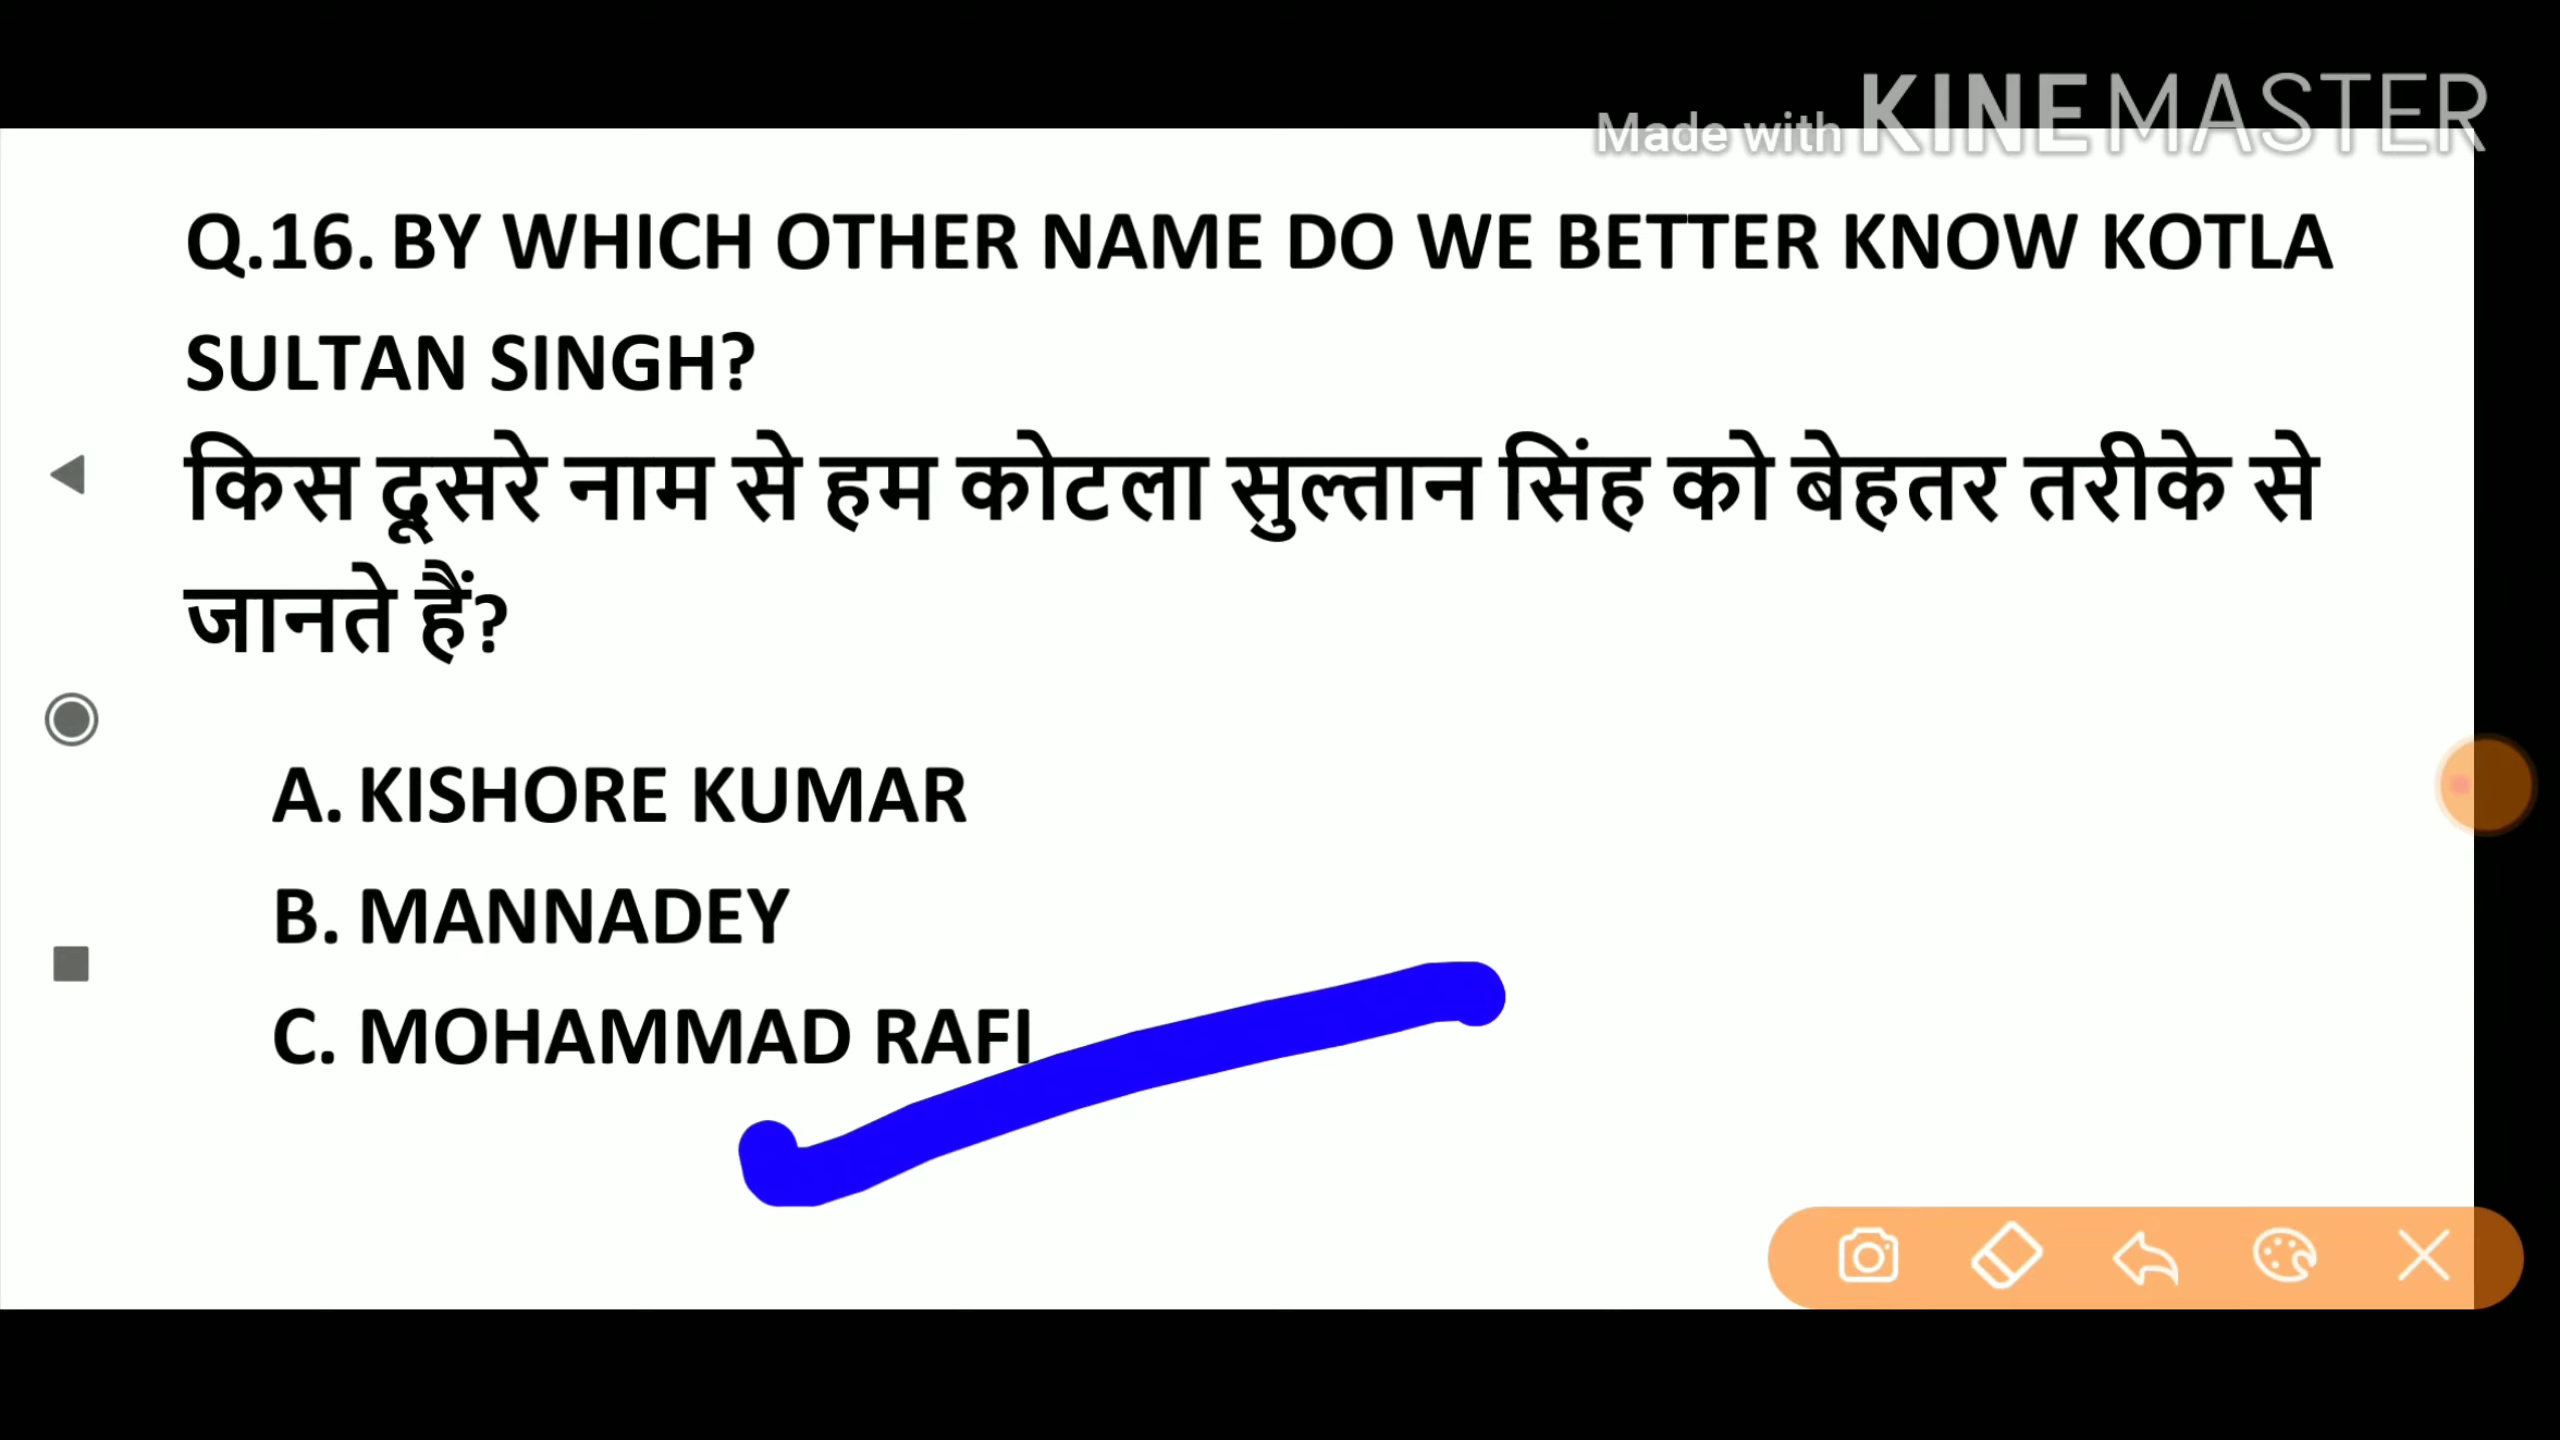 Made with KINEMASTER
Q.16. BY WHICH OTHER NAME DO WE BETTER KNOW KOTLA
SULTAN SINGH?
किस दूसरे नाम से हम कोटला सुल्तान सिंह को बेहतर तरीके से
जानते हैं?
A. KISHORE KUMAR
B. MANNADEY
C. MOHAMMAD RAFI